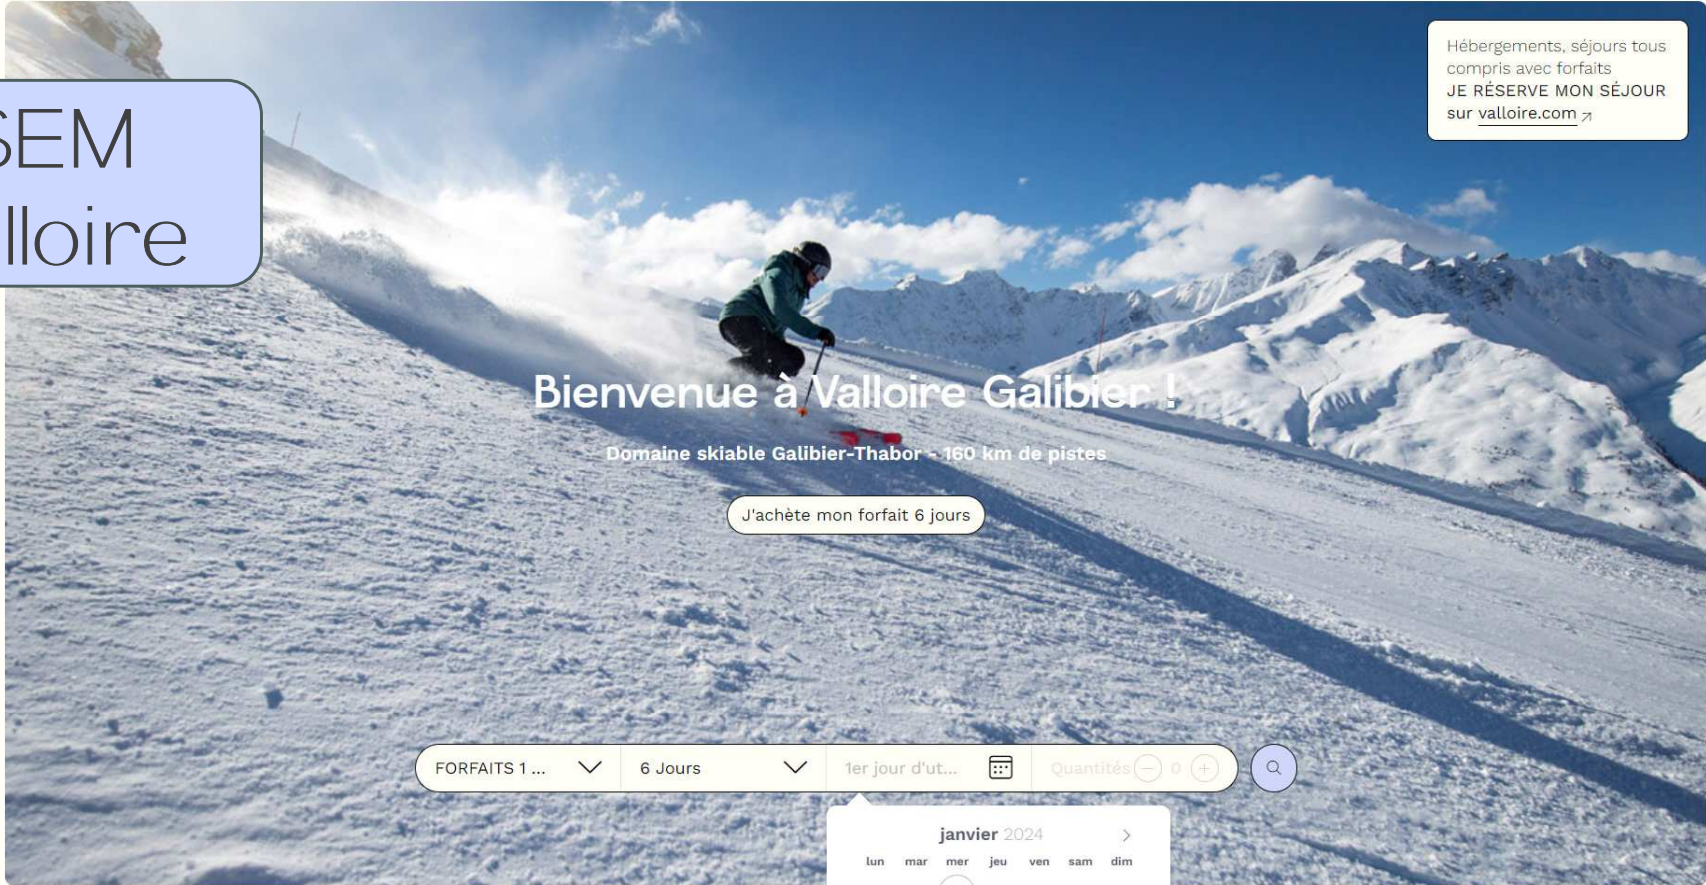 Hébergements, séjours tous
compris avec forfaits
JE RÉSERVE MON SÉJOUR
sur valloire.com
SEM
lloire
Bienvenue à Valloire Galibier !
Domaine skiable Galibier-Thabor - 160 km de pistes
J'achète mon forfait 6 jours
FORFAITS 1 ...
6 Jours
1er jour d'ut...
Quantités 0
janvier 2024
lun mar mer jeu ven sam dim